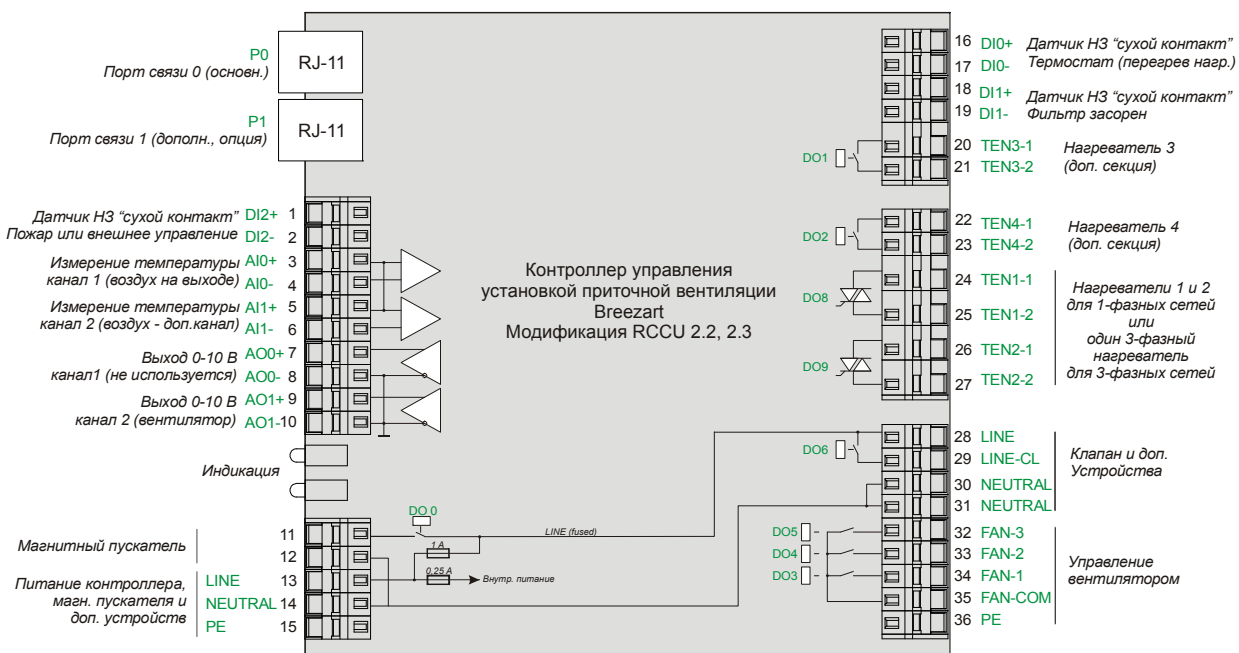 P0
Порт связи 0 (основн.)
RJ-11
P1
Порт связи 1 (дополн., опция)
RJ-11
Датчик НЗ “сухой контакт” DI2+ 1
Пожар или внешнее управление DI2- 2
Измерение температуры AI0+ 3
канал 1 (воздух на выходе) AI0- 4
Измерение температуры AI1+ 5
канал 2 (воздух - доп.канал) AI1- 6
Выход 0-10 В AO0+ 7
канал1 (не используется) AO0- 8
Выход 0-10 В AO1+ 9
канал 2 (вентилятор) AO1- 10
Индикация
Магнитный пускатель
11
12
Питание контроллера,
магн. пускателя и
доп. устройств
LINE 13
NEUTRAL 14
PE 15
Контроллер управления
установкой приточной вентиляции
Breezart
Модификация RCCU 2.2, 2.3
DO 0
1 A
0,25 A
Внутр. питание
LINE (fused)
16 DI0+ Датчик НЗ “сухой контакт”
17 DI0- Термостат (перегрев нагр.)
18 DI1+ Датчик НЗ “сухой контакт”
19 DI1- Фильтр засорен
DO1
20 TEN3-1 Нагреватель 3
21 TEN3-2 (доп. секция)
DO2
22 TEN4-1 Нагреватель 4
23 TEN4-2 (доп. секция)
DO8
24 TEN1-1
25 TEN1-2
DO9
26 TEN2-1
27 TEN2-2
Нагреватели 1 и 2
для 1-фазных сетей
или
один 3-фазный
нагреватель
для 3-фазных сетей
DO6
28 LINE
29 LINE-CL
30 NEUTRAL
31 NEUTRAL
Клапан и доп.
Устройства
DO5
DO4
DO3
32 FAN-3
33 FAN-2
34 FAN-1
35 FAN-COM
36 PE
Управление
вентилятором